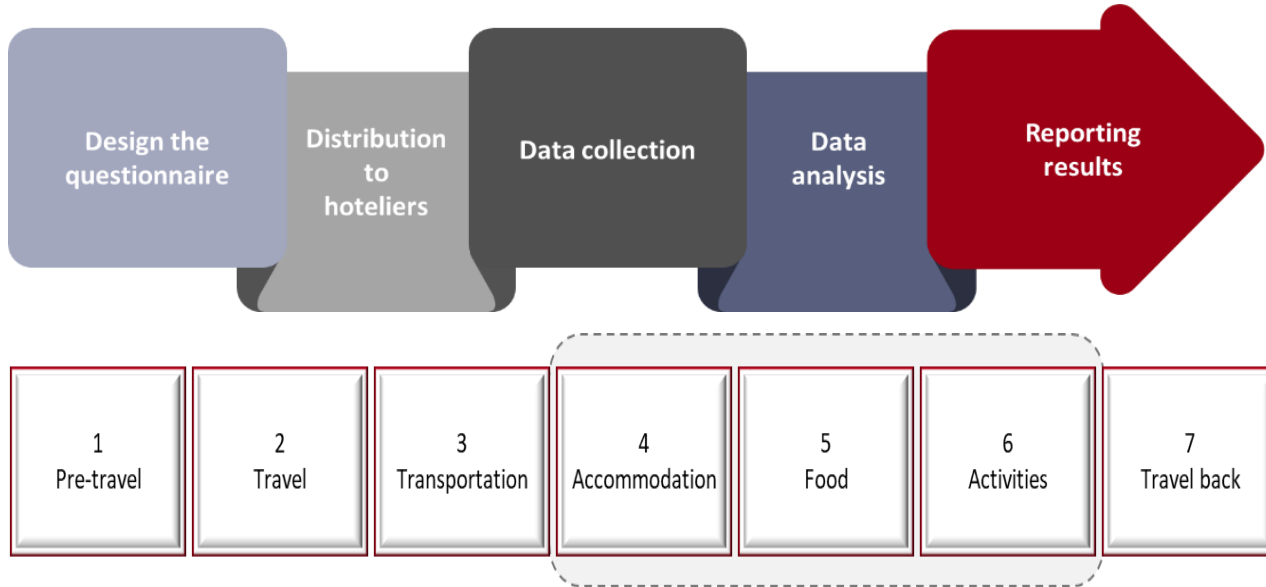 Design the
questionnaire
Distribution
to
hoteliers
Data collection
Data
analysis
Reporting
results
1
Pre-travel
2
Travel
3
Transportation
4
Accommodation
5
Food
6
Activities
7
Travel back